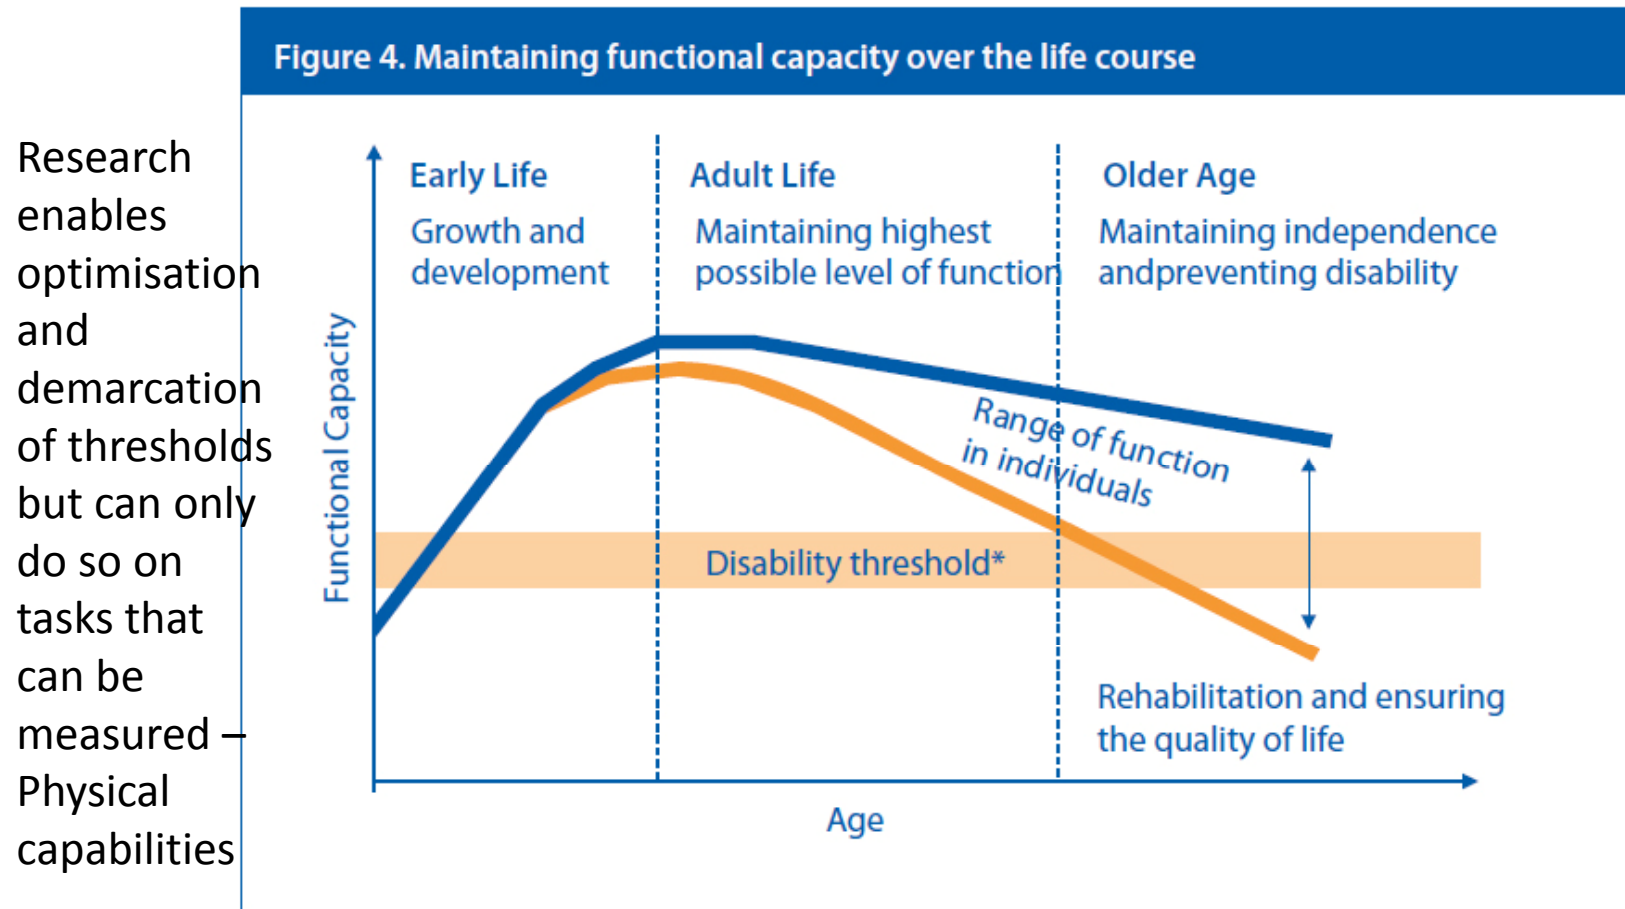 Figure 4. Maintaining functional capacity over the life course
Research
enables
optimisation
and
demarcation
of thresholds
but can only
do so on
tasks that
can be
measured –
Physical
capabilities
Functional Capacity
Early Life
Growth and
development
Adult Life
Maintaining highest
possible level of function
Older Age
Maintaining independence
andpreventing disability
Range of function
in individuals
Disability threshold*
Rehabilitation and ensuring
the quality of life
Age